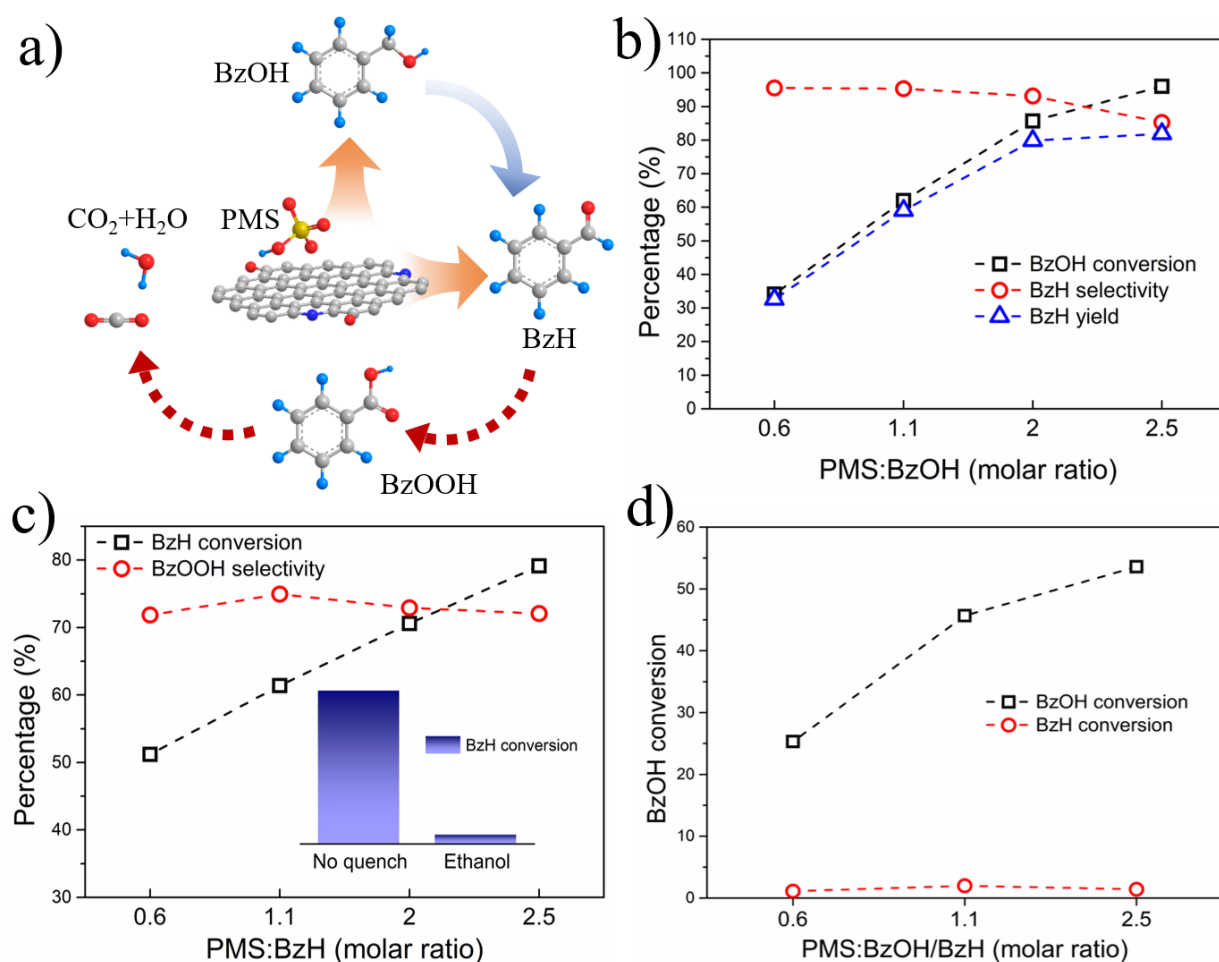 a)
BzOH
CO2+H2O
PMS
BzH
BzOOH
b)
110
100
90
80
70
60
50
40
30
20
10
0
Percentage (%)
BzOH conversion
BzH selectivity
BzH yield
0.6
1.1
2
2.5
PMS:BzOH (molar ratio)
c)
BzH conversion
BzOOH selectivity
80
70
60
50
40
30
Percentage (%)
BzH conversion
No quench
Ethanol
0.6
1.1
2
2.5
PMS:BzH (molar ratio)
d)
60
50
40
30
20
10
0
BzOH conversion
BzOH conversion
BzH conversion
0.6
1.1
2.5
PMS:BzOH/BzH (molar ratio)